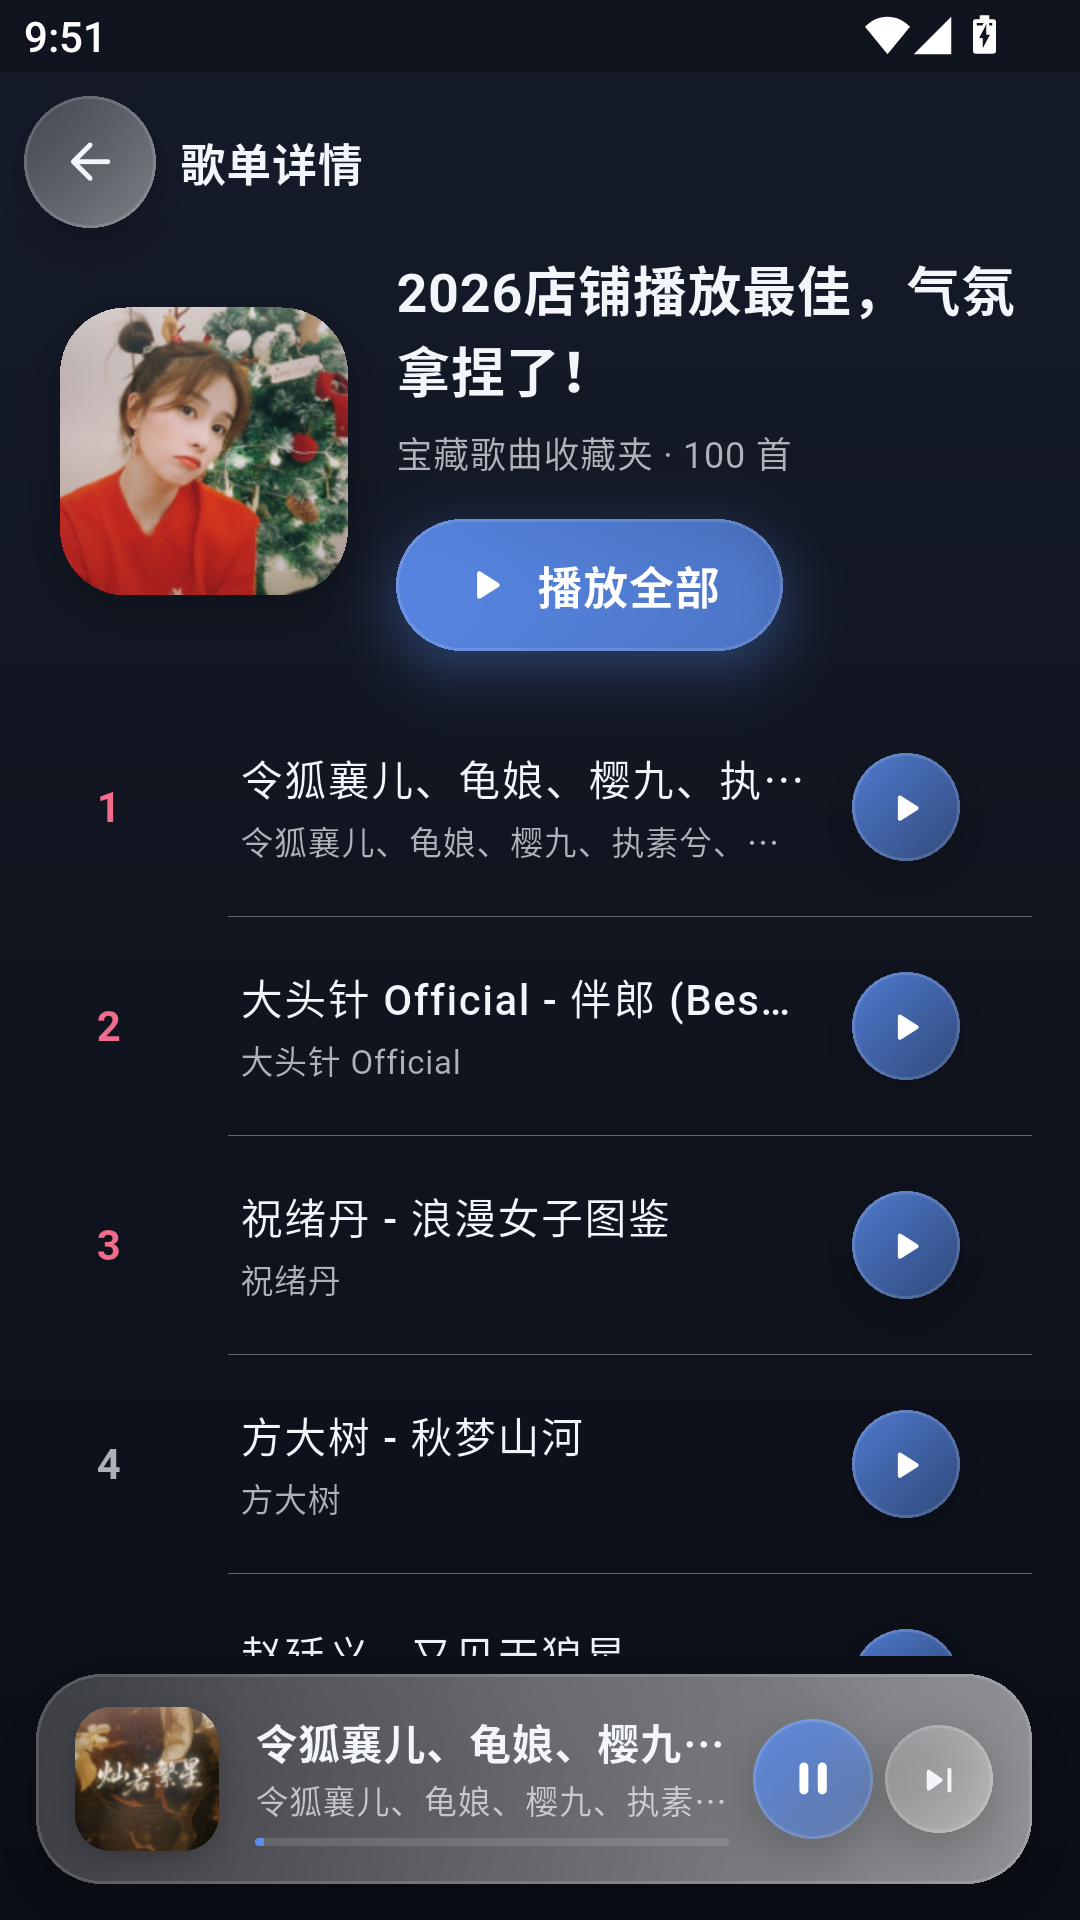 9:51
歌单详情
2026店铺播放最佳，气氛
拿捏了！
宝藏歌曲收藏夹 · 100 首
播放全部
1
令狐襄儿、龟娘、樱九、执…
令狐襄儿、龟娘、樱九、执素兮、…
2
大头针 Official - 伴郎 (Bes…
大头针 Official
3
祝绪丹 - 浪漫女子图鉴
祝绪丹
4
方大树 - 秋梦山河
方大树
灿若繁星
令狐襄儿、龟娘、樱九…
令狐襄儿、龟娘、樱九、执素…